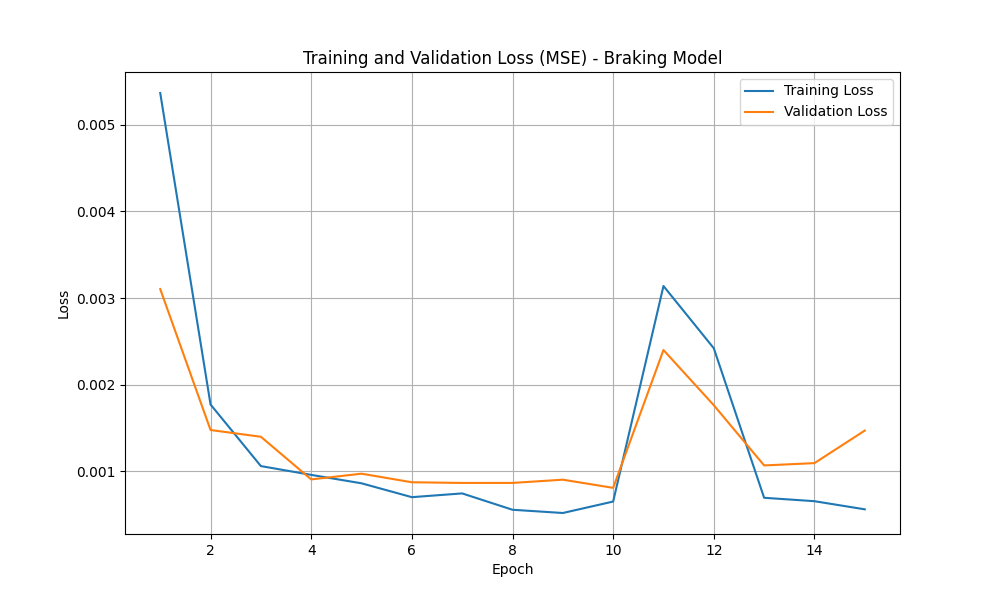 Training and Validation Loss (MSE) - Braking Model
Training Loss
Validation Loss
0.005
0.004
0.003
0.002
0.001
Loss
2 4 6 8 10 12 14
Epoch